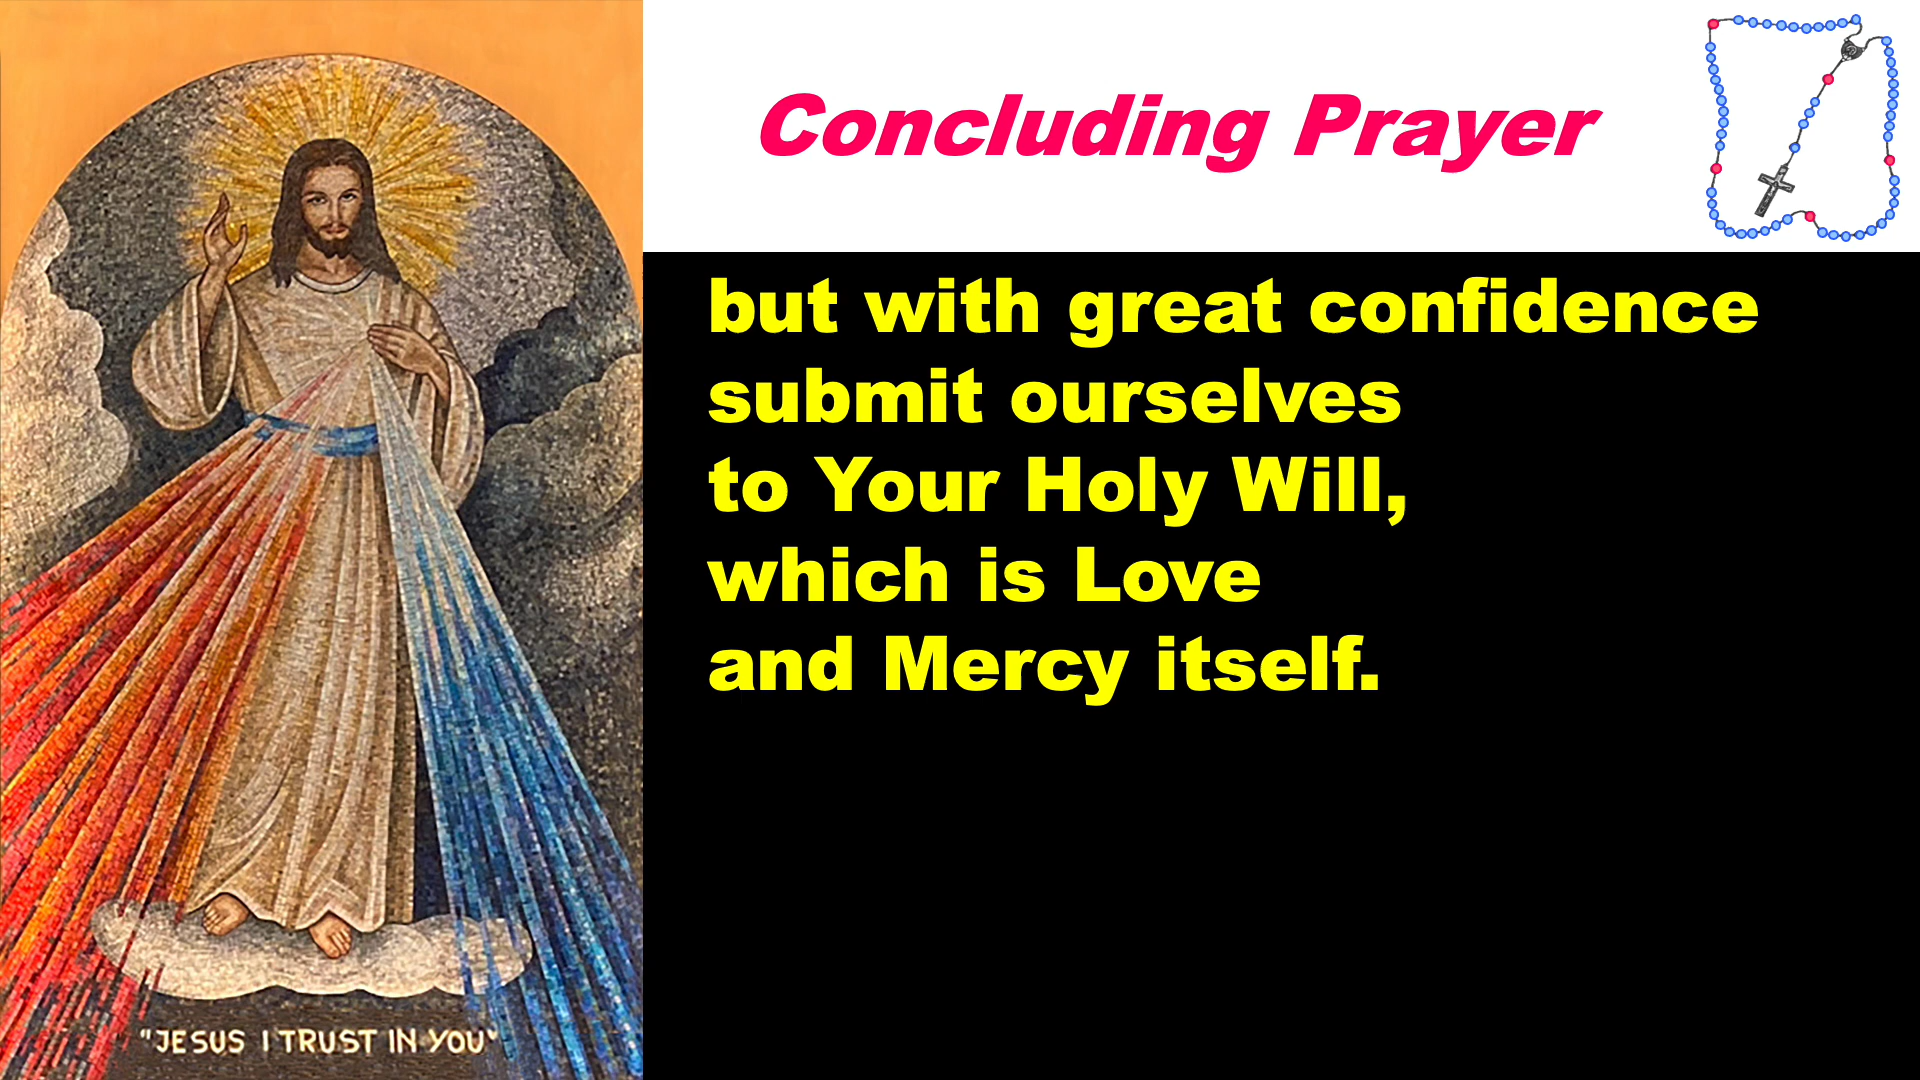 Concluding Prayer
but with great confidence
submit ourselves
to Your Holy Will,
which is Love
and Mercy itself.
"JESUS I TRUST IN YOU"